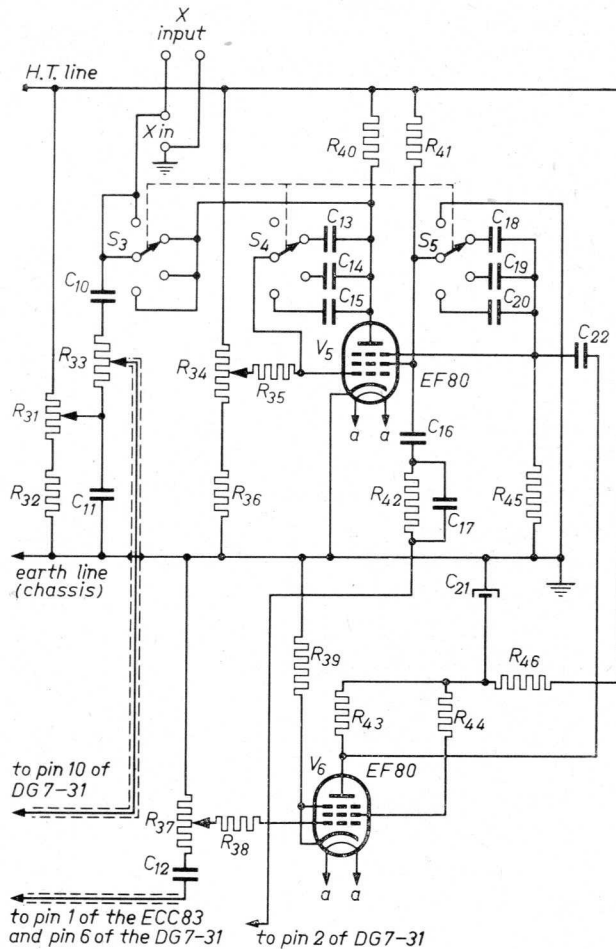 X
input
H.T. line
X in
R40
R41
S3
S4
C13
C14
C15
S5
C18
C19
C20
C10
C22
R33
V5
EF80
R34
R35
a a
C16
R31
R32
C11
R36
R42
C17
R45
earth line
(chassis)
C21
R39
R46
R43
R44
V6
EF80
to pin 10 of
DG 7-31
R37
R38
C12
a a
to pin 1 of the ECC83
and pin 6 of the DG7-31
to pin 2 of DG7-31